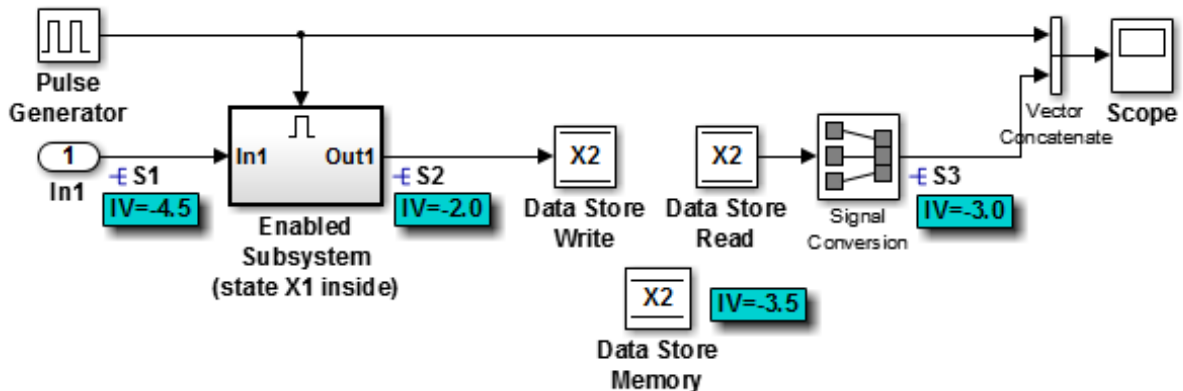 Pulse
Generator
1
In1
S1
IV=-4.5
In1
Out1
Enabled
Subsystem
(state X1 inside)
S2
IV=-2.0
X2
Data Store
Write
X2
Data Store
Read
Signal
Conversion
S3
IV=-3.0
Vector
Concatenate
Scope
X2
IV=-3.5
Data Store
Memory